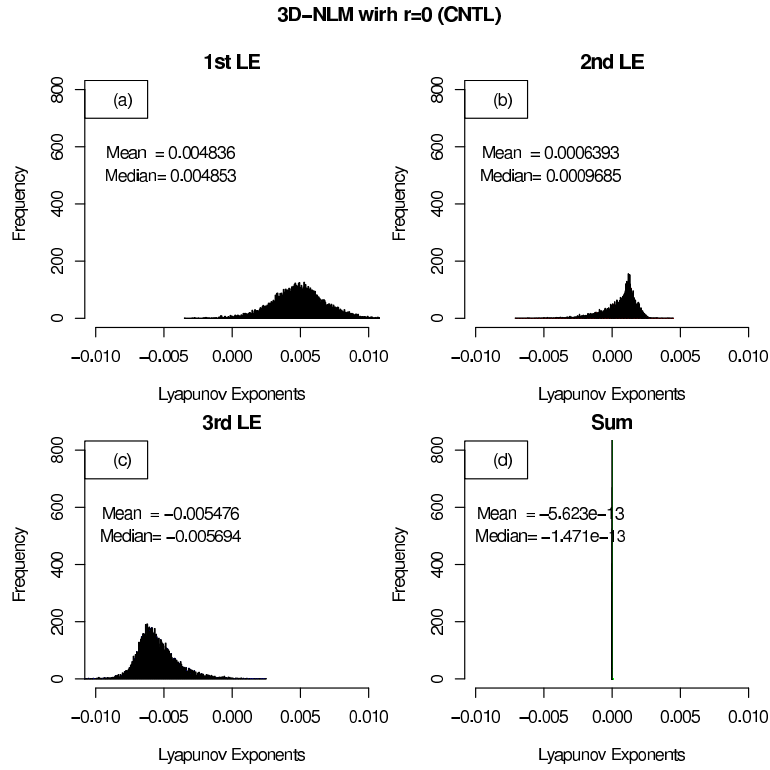 3D−NLM wirh r=0 (CNTL)
1st LE
(a)
Mean = 0.004836
Median= 0.004853
Frequency
0 200 400 600 800
−0.010 −0.005 0.000 0.005 0.010
Lyapunov Exponents
2nd LE
(b)
Mean = 0.0006393
Median= 0.0009685
Frequency
0 200 400 600 800
−0.010 −0.005 0.000 0.005 0.010
Lyapunov Exponents
3rd LE
(c)
Mean = −0.005476
Median= −0.005694
Frequency
0 200 400 600 800
−0.010 −0.005 0.000 0.005 0.010
Lyapunov Exponents
Sum
(d)
Mean = −5.623e−13
Median= −1.471e−13
Frequency
0 200 400 600 800
−0.010 −0.005 0.000 0.005 0.010
Lyapunov Exponents